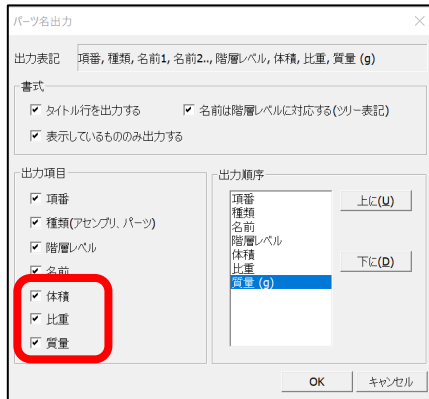 パーツ名出力
出力表記 項番, 種類, 名前1, 名前2.., 階層レベル, 体積, 比重, 質量 (g)
書式
タイトル行を出力する 名前は階層レベルに対応する(ツリー表記)
表示しているもののみ出力する
出力項目
項番
種類(アセンブリ、パーツ)
階層レベル
名前
体積
比重
質量
出力順序
項番
種類
名前
階層レベル
体積
比重
質量 (g)
上に(U)
下に(D)
OK キャンセル